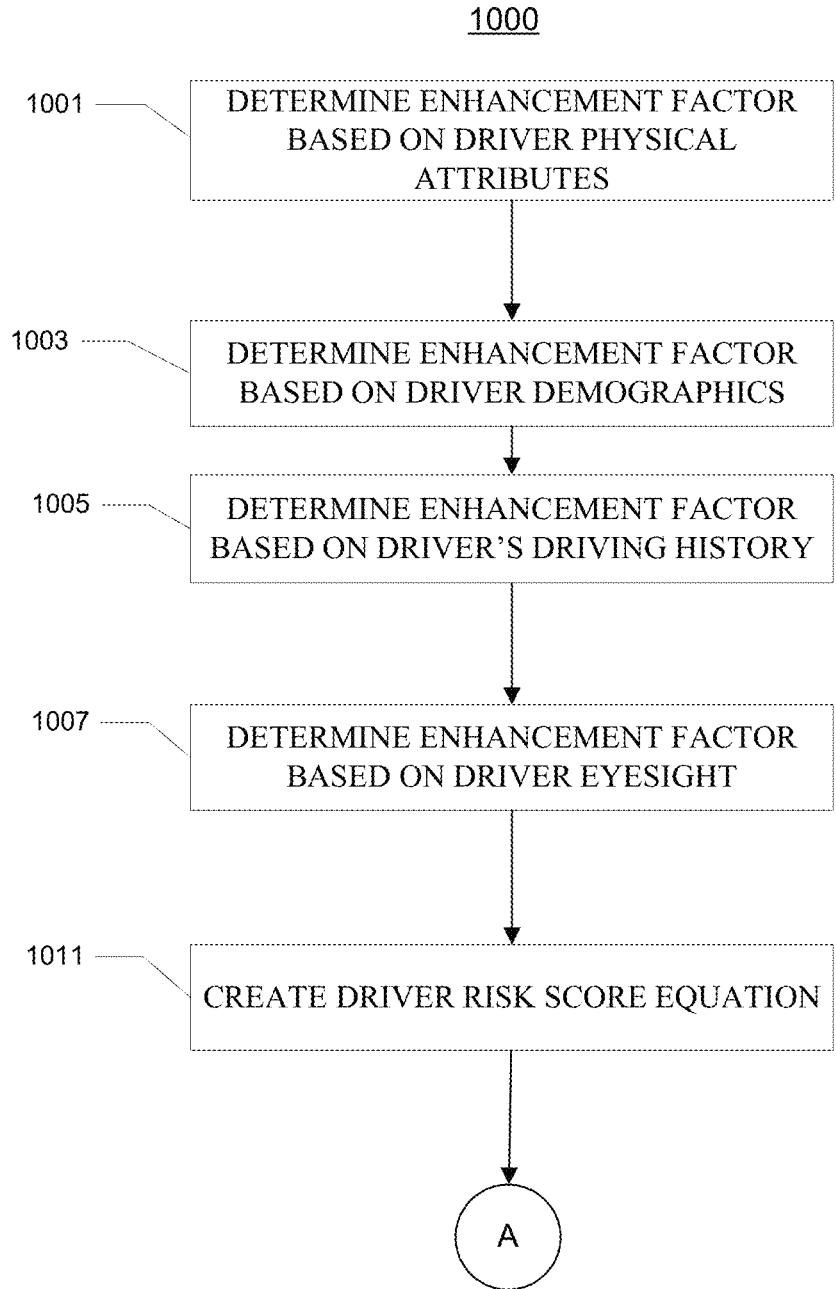 1000
1001
DETERMINE ENHANCEMENT FACTOR
BASED ON DRIVER PHYSICAL
ATTRIBUTES
1003
DETERMINE ENHANCEMENT FACTOR
BASED ON DRIVER DEMOGRAPHICS
1005
DETERMINE ENHANCEMENT FACTOR
BASED ON DRIVER’S DRIVING HISTORY
1007
DETERMINE ENHANCEMENT FACTOR
BASED ON DRIVER EYESIGHT
1011
CREATE DRIVER RISK SCORE EQUATION
A